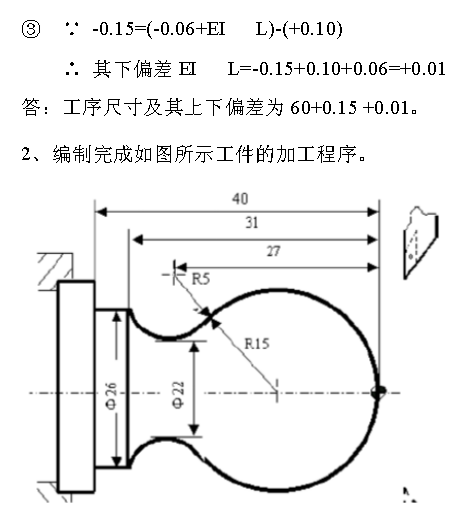 ③ ∵ -0.15=(-0.06+EI L)-(+0.10)
∴ 其下偏差 EI L=-0.15+0.10+0.06=+0.01
答：工序尺寸及其上下偏差为 60+0.15 +0.01。
2、编制完成如图所示工件的加工程序。
40
31
27
R5
R15
Φ26
Φ22